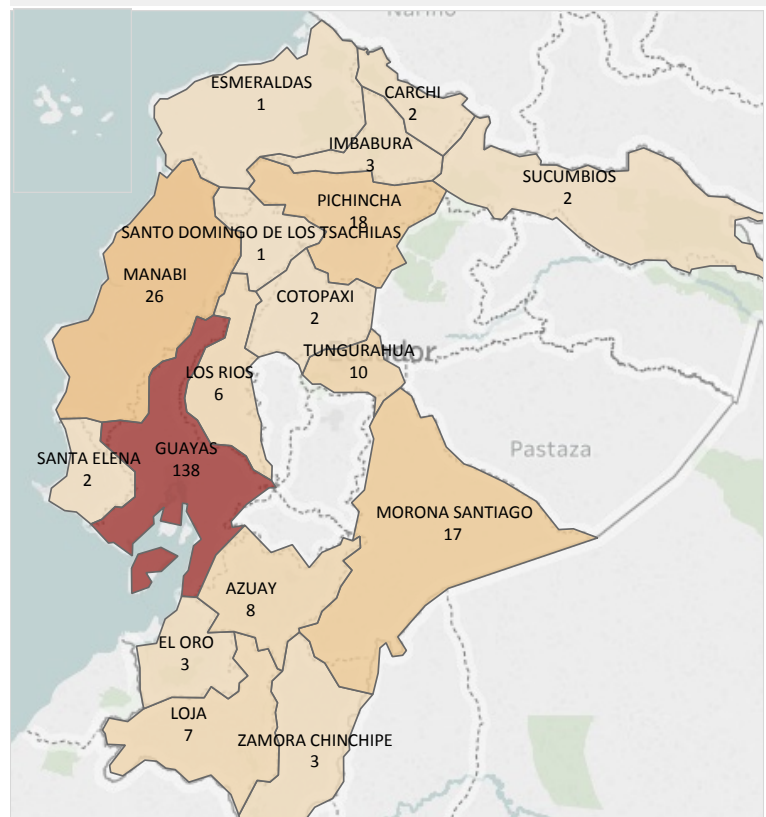 ESMERALDAS
1
CARCHI
2
IMBABURA
3
SUCUMBIOS
2
PICHINCHA
18
SANTO DOMINGO DE LOS TSACHILAS
1
MANABI
26
COTOPAXI
2
TUNGURAHUA
10
LOS RIOS
6
Pastaza
GUAYAS
138
SANTA ELENA
2
MORONA SANTIAGO
17
AZUAY
8
EL ORO
3
LOJA
7
ZAMORA CHINCHIPE
3